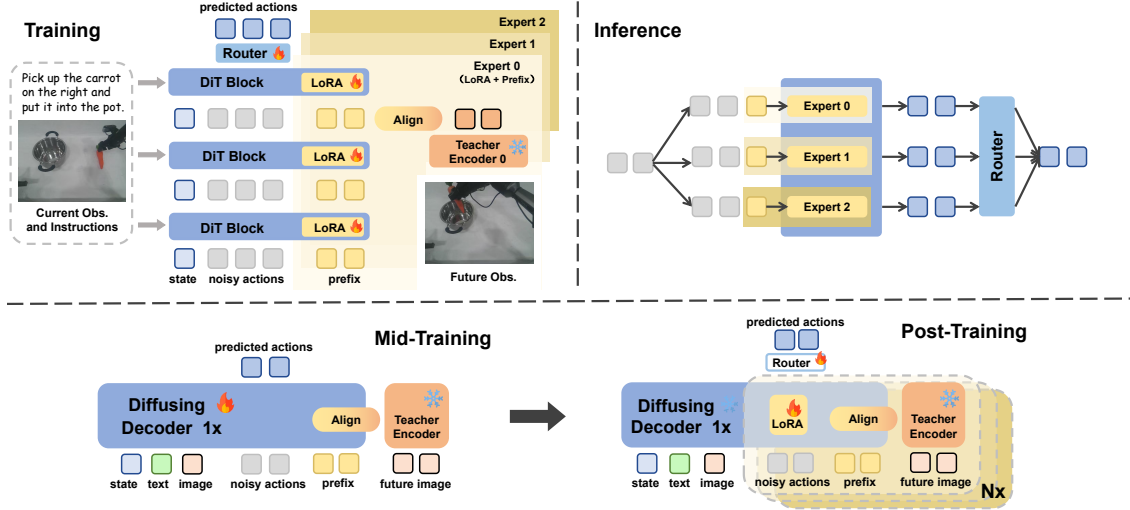 Training
predicted actions
Router
Expert 2
Expert 1
Expert 0
(LoRA + Prefix)
Pick up the carrot
on the right and
put it into the pot.
Current Obs.
and Instructions
DiT Block
LoRA
Align
Teacher
Encoder 0
DiT Block
LoRA
DiT Block
LoRA
Future Obs.
state
noisy actions
prefix
Inference
Expert 0
Expert 1
Expert 2
Router
Mid-Training
predicted actions
Diffusing
Decoder 1x
Align
Teacher
Encoder
state
text
image
noisy actions
prefix
future image
Post-Training
predicted actions
Router
Diffusing
Decoder 1x
LoRA
Align
Teacher
Encoder
state
text
image
noisy actions
prefix
future image
Nx